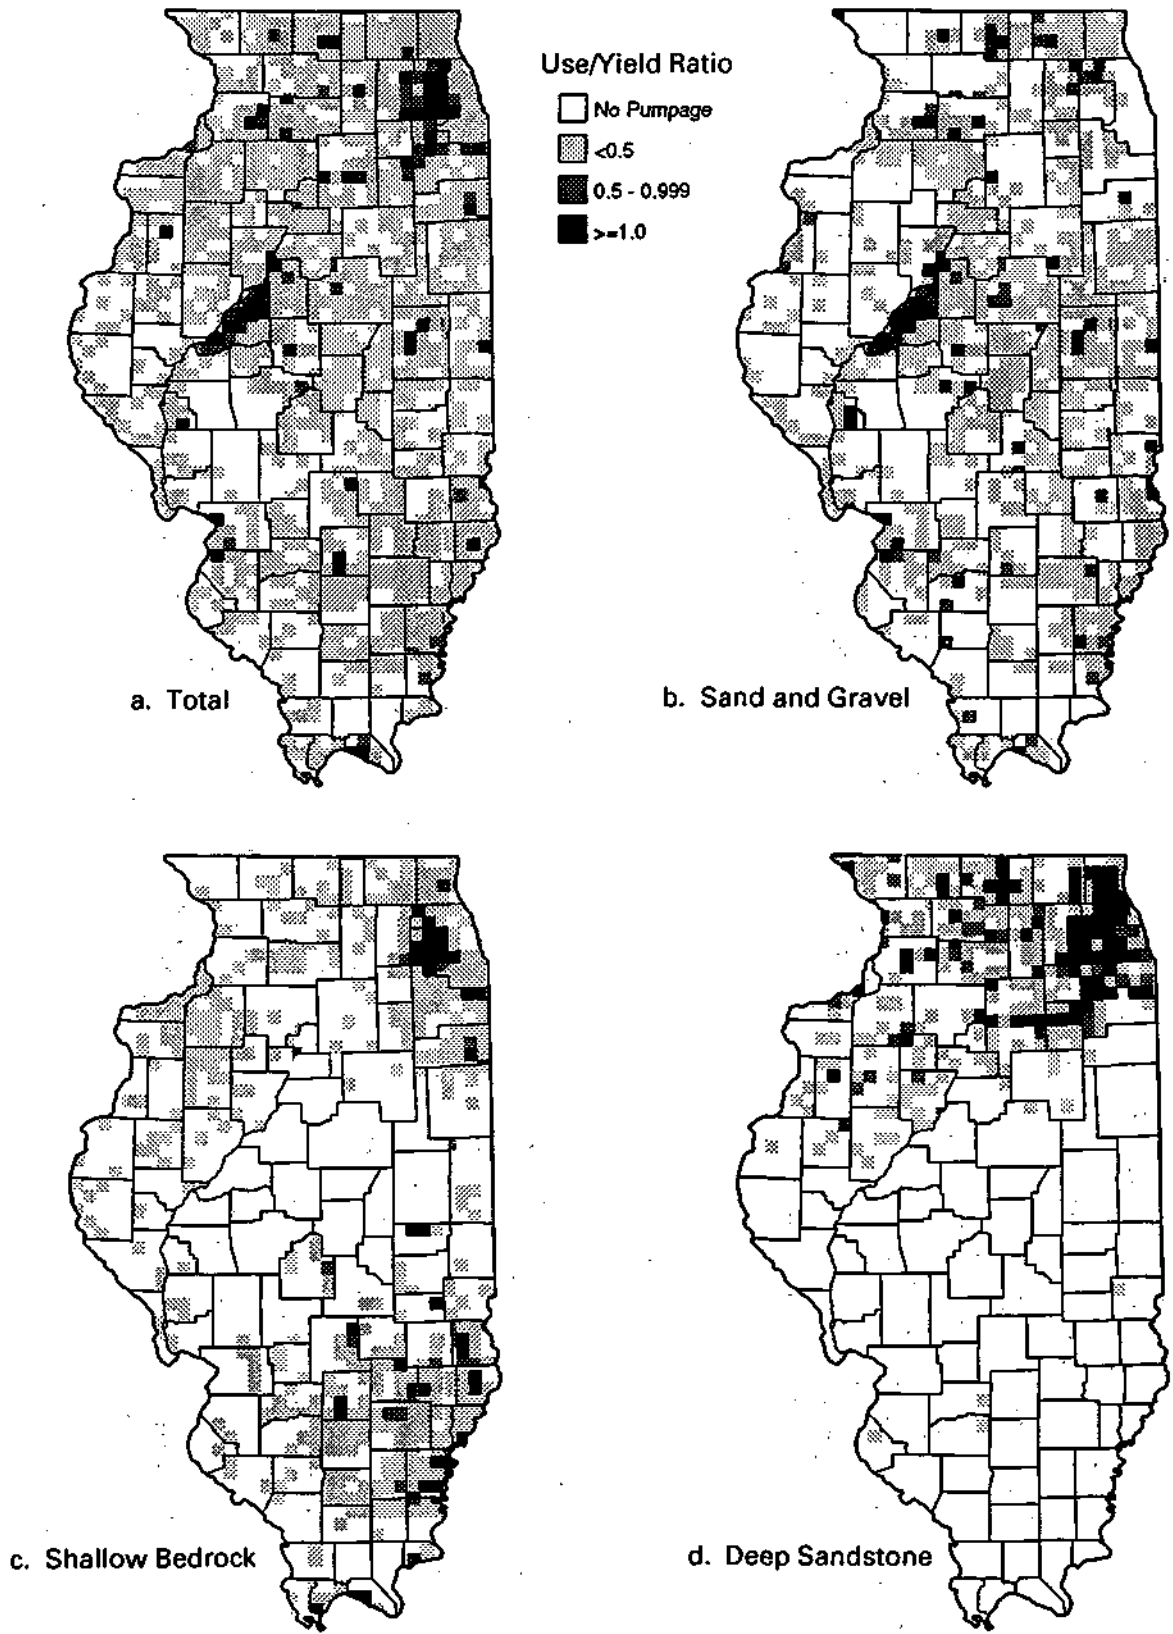 Use/Yield Ratio
No Pumpage
<0.5
0.5 - 0.999
>=1.0
a. Total
b. Sand and Gravel
c. Shallow Bedrock
d. Deep Sandstone